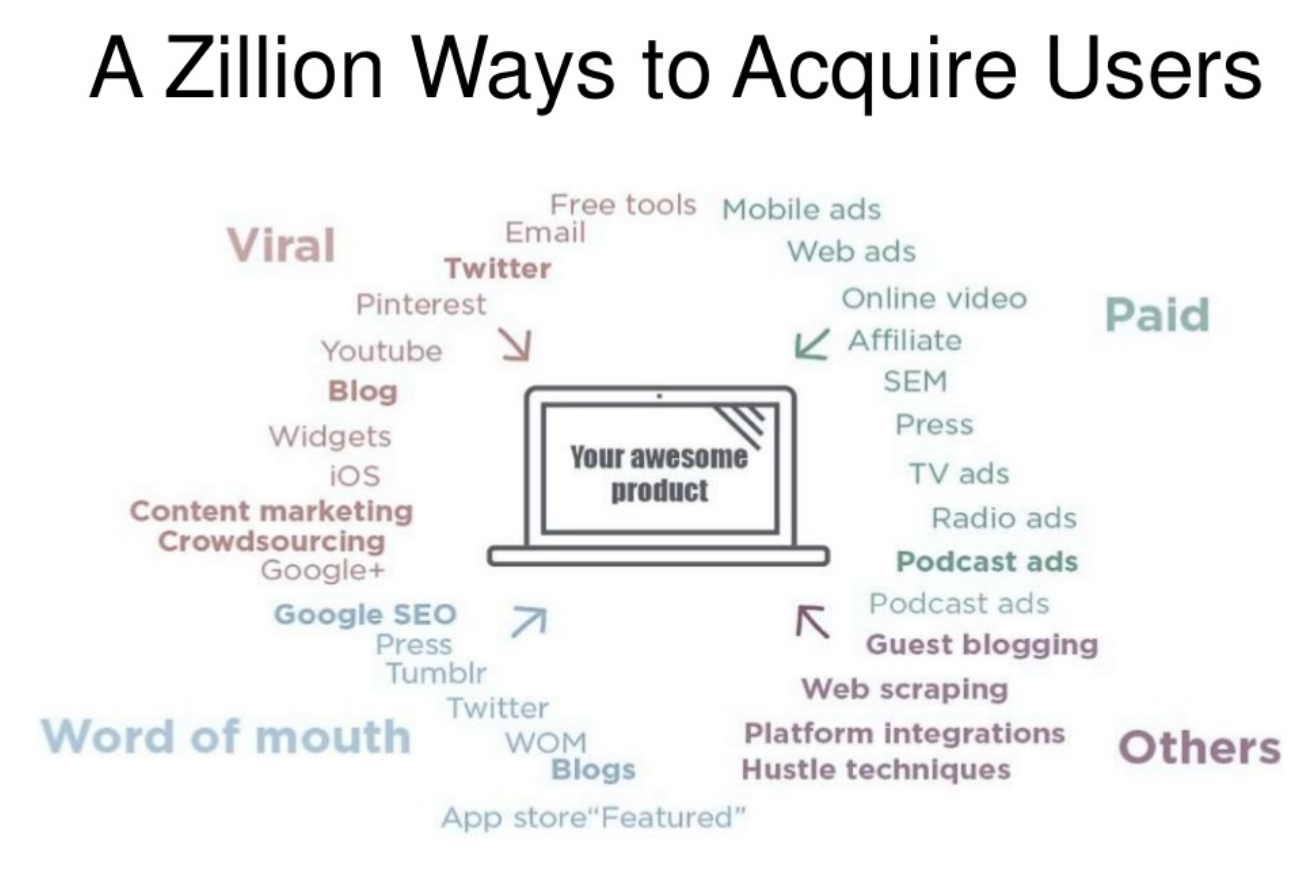 A Zillion Ways to Acquire Users
Viral
Free tools
Email
Twitter
Pinterest
Youtube
Blog
Widgets
iOS
Content marketing
Crowdsourcing
Google+
Mobile ads
Web ads
Online video
Paid
Affiliate
SEM
Press
TV ads
Radio ads
Podcast ads
Podcast ads
Your awesome
product
Google SEO
Press
Tumblr
Twitter
Word of mouth
WOM
Blogs
App store“Featured”
Guest blogging
Web scraping
Platform integrations
Others
Hustle techniques